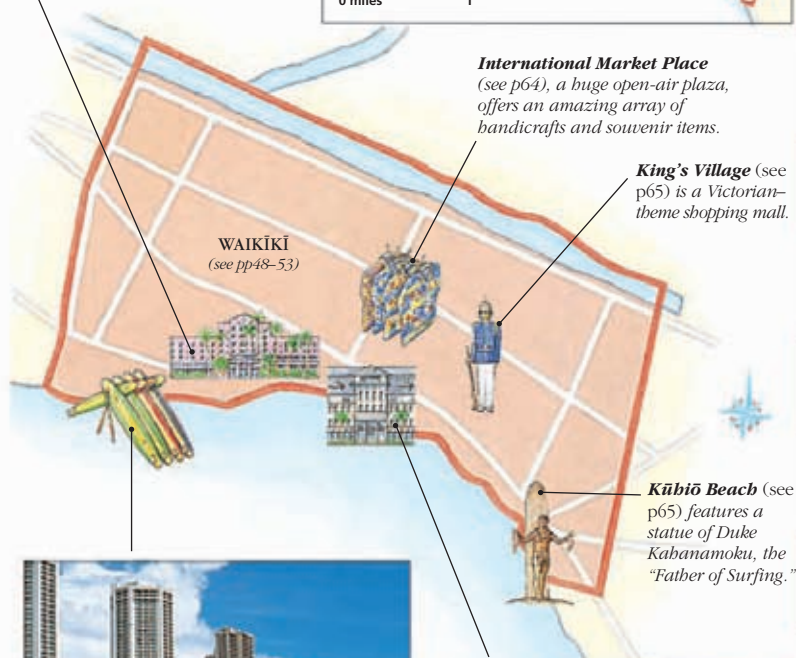 0 miles 1
International Market Place
(see p64), a huge open-air plaza,
offers an amazing array of
handicrafts and souvenir items.
King's Village (see
p65) is a Victorian–
theme shopping mall.
WAIKĪKĪ
(see pp48–53)
Kūhiō Beach (see
p65) features a
statue of Duke
Kahanamoku, the
“Father of Surfing.”